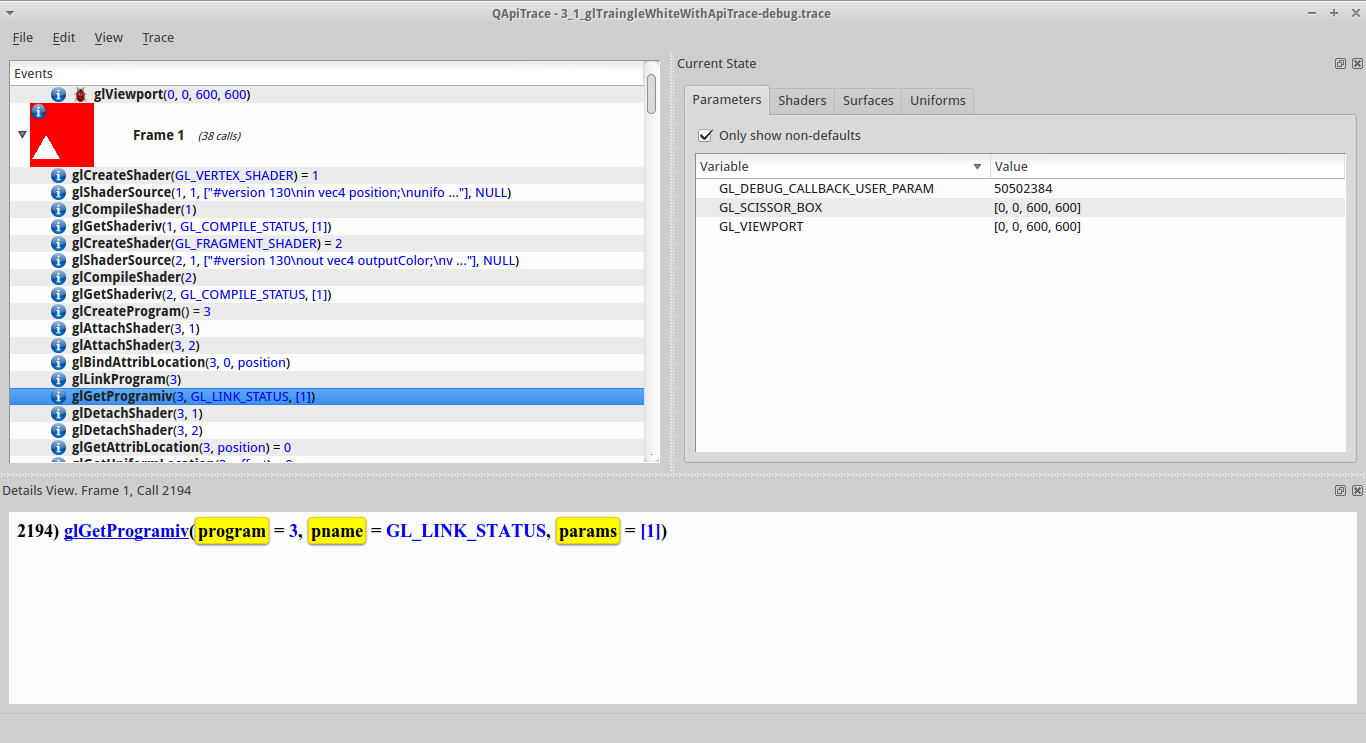 QApiTrace - 3_1_glTraingleWhiteWithApiTrace-debug.trace
File Edit View Trace
Events
glViewport(0, 0, 600, 600)
Frame 1 (38 calls)
glCreateShader(GL_VERTEX_SHADER) = 1
glShaderSource(1, 1, ["#version 130\nin vec4 position;\nunifo ..."], NULL)
glCompileShader(1)
glGetShaderiv(1, GL_COMPILE_STATUS, [1])
glCreateShader(GL_FRAGMENT_SHADER) = 2
glShaderSource(2, 1, ["#version 130\nout vec4 outputColor;\nv ..."], NULL)
glCompileShader(2)
glGetShaderiv(2, GL_COMPILE_STATUS, [1])
glCreateProgram() = 3
glAttachShader(3, 1)
glAttachShader(3, 2)
glBindAttribLocation(3, 0, position)
glLinkProgram(3)
glGetProgramiv(3, GL_LINK_STATUS, [1])
glDetachShader(3, 1)
glDetachShader(3, 2)
glGetAttribLocation(3, position) = 0
Current State
Parameters Shaders Surfaces Uniforms
Only show non-defaults
Variable Value
GL_DEBUG_CALLBACK_USER_PARAM 50502384
GL_SCISSOR_BOX [0, 0, 600, 600]
GL_VIEWPORT [0, 0, 600, 600]
Details View. Frame 1, Call 2194
2194) glGetProgramiv(program = 3, pname = GL_LINK_STATUS, params = [1])